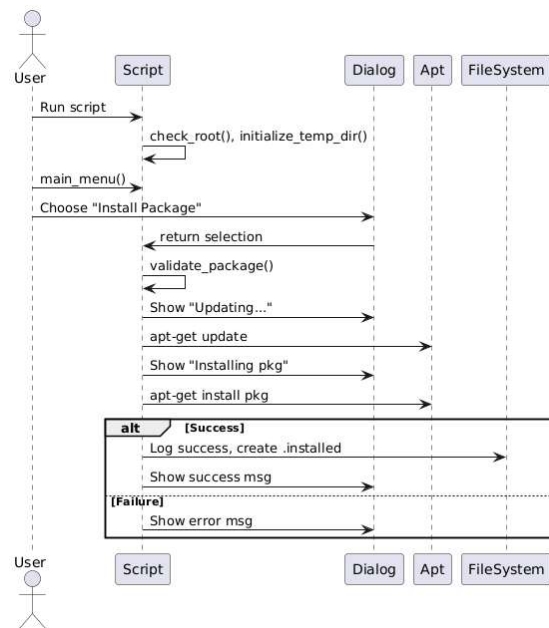 User
Script
Dialog
Apt
FileSystem
Run script
check_root(), initialize_temp_dir()
main_menu()
Choose "Install Package"
return selection
validate_package()
Show "Updating..."
apt-get update
Show "Installing pkg"
apt-get install pkg
alt [Success]
Log success, create .installed
Show success msg
[Failure]
Show error msg
User
Script
Dialog
Apt
FileSystem